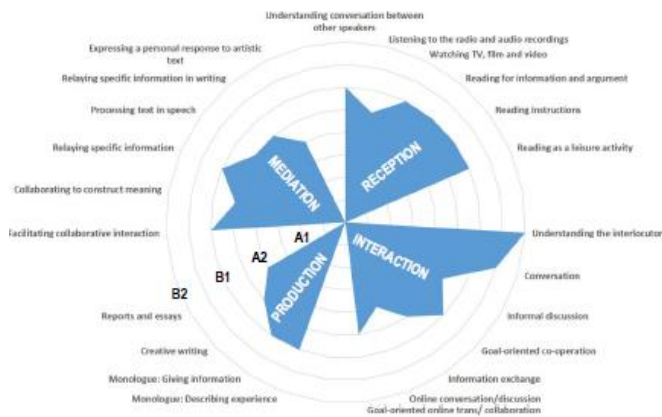 Understanding conversation between
other speakers
Listening to the radio and audio recordings
Watching TV, film and video
Reading for information and argument
Reading instructions
Reading as a leisure activity
Understanding the interlocutor
Conversation
Informal discussion
Goal-oriented co-operation
Information exchange
Online conversation/discussion
Goal-oriented online trans/ collaboration
Monologue: Describing experience
Monologue: Giving information
Creative writing
Reports and essays
Facilitating collaborative interaction
Collaborating to construct meaning
Relaying specific information
Processing text in speech
Relaying specific information in writing
Expressing a personal response to artistic
text
MEDIATION
RECEPTION
INTERACTION
PRODUCTION
A1
A2
B1
B2